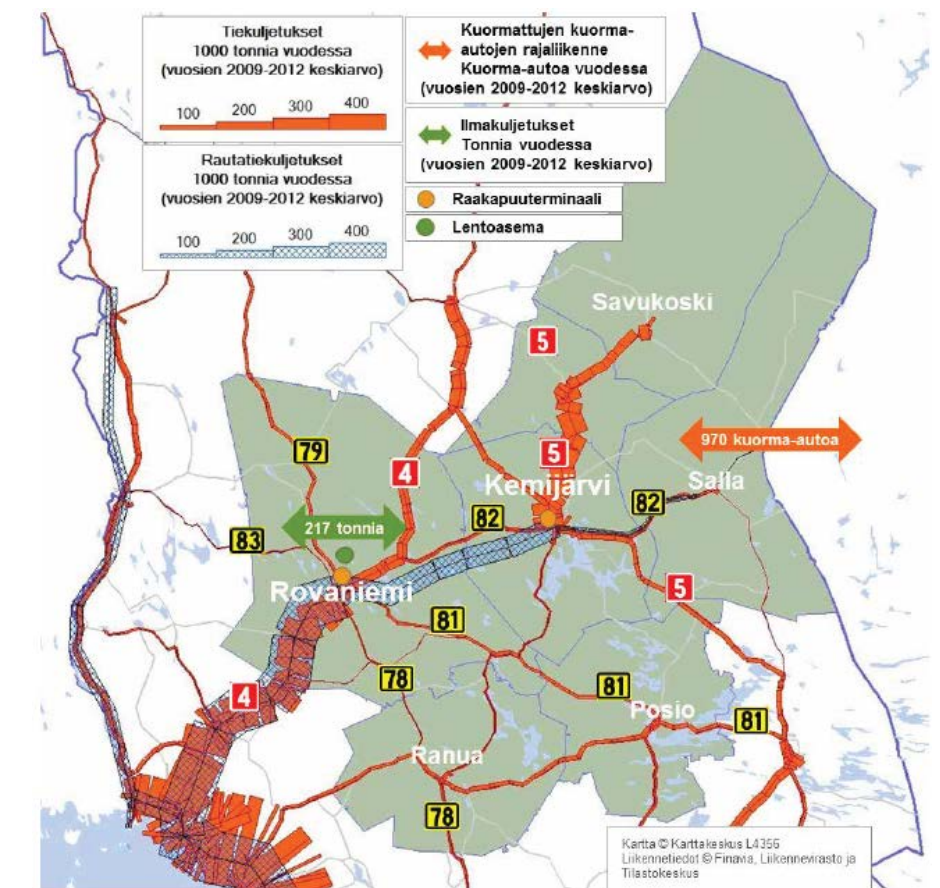 Tiekuljetukset
1000 tonnia vuodessa
(vuosien 2009-2012 keskiarvo)
100 200 300 400
Rautatiekuljetukset
1000 tonnia vuodessa
(vuosien 2009-2012 keskiarvo)
100 200 300 400
Kuormattujen kuorma-
autojen rajaliikenne
Kuorma-autoa vuodessa
(vuosien 2009-2012 keskiarvo)
Ilmakuljetukset
Tonnia vuodessa
(vuosien 2009-2012 keskiarvo)
Raakapuuterminaali
Lentoasema
Savukoski
5
970 kuorma-autoa
79
4
5
Salla
Kemijärvi
82
82
217 tonnia
83
Rovaniemi
5
81
78
4
81
Posio
81
Ranua
78
Kartta © Karttakeskus L4356
Liikennetiedot © Finavia, Liikennevirasto ja
Tilastokeskus